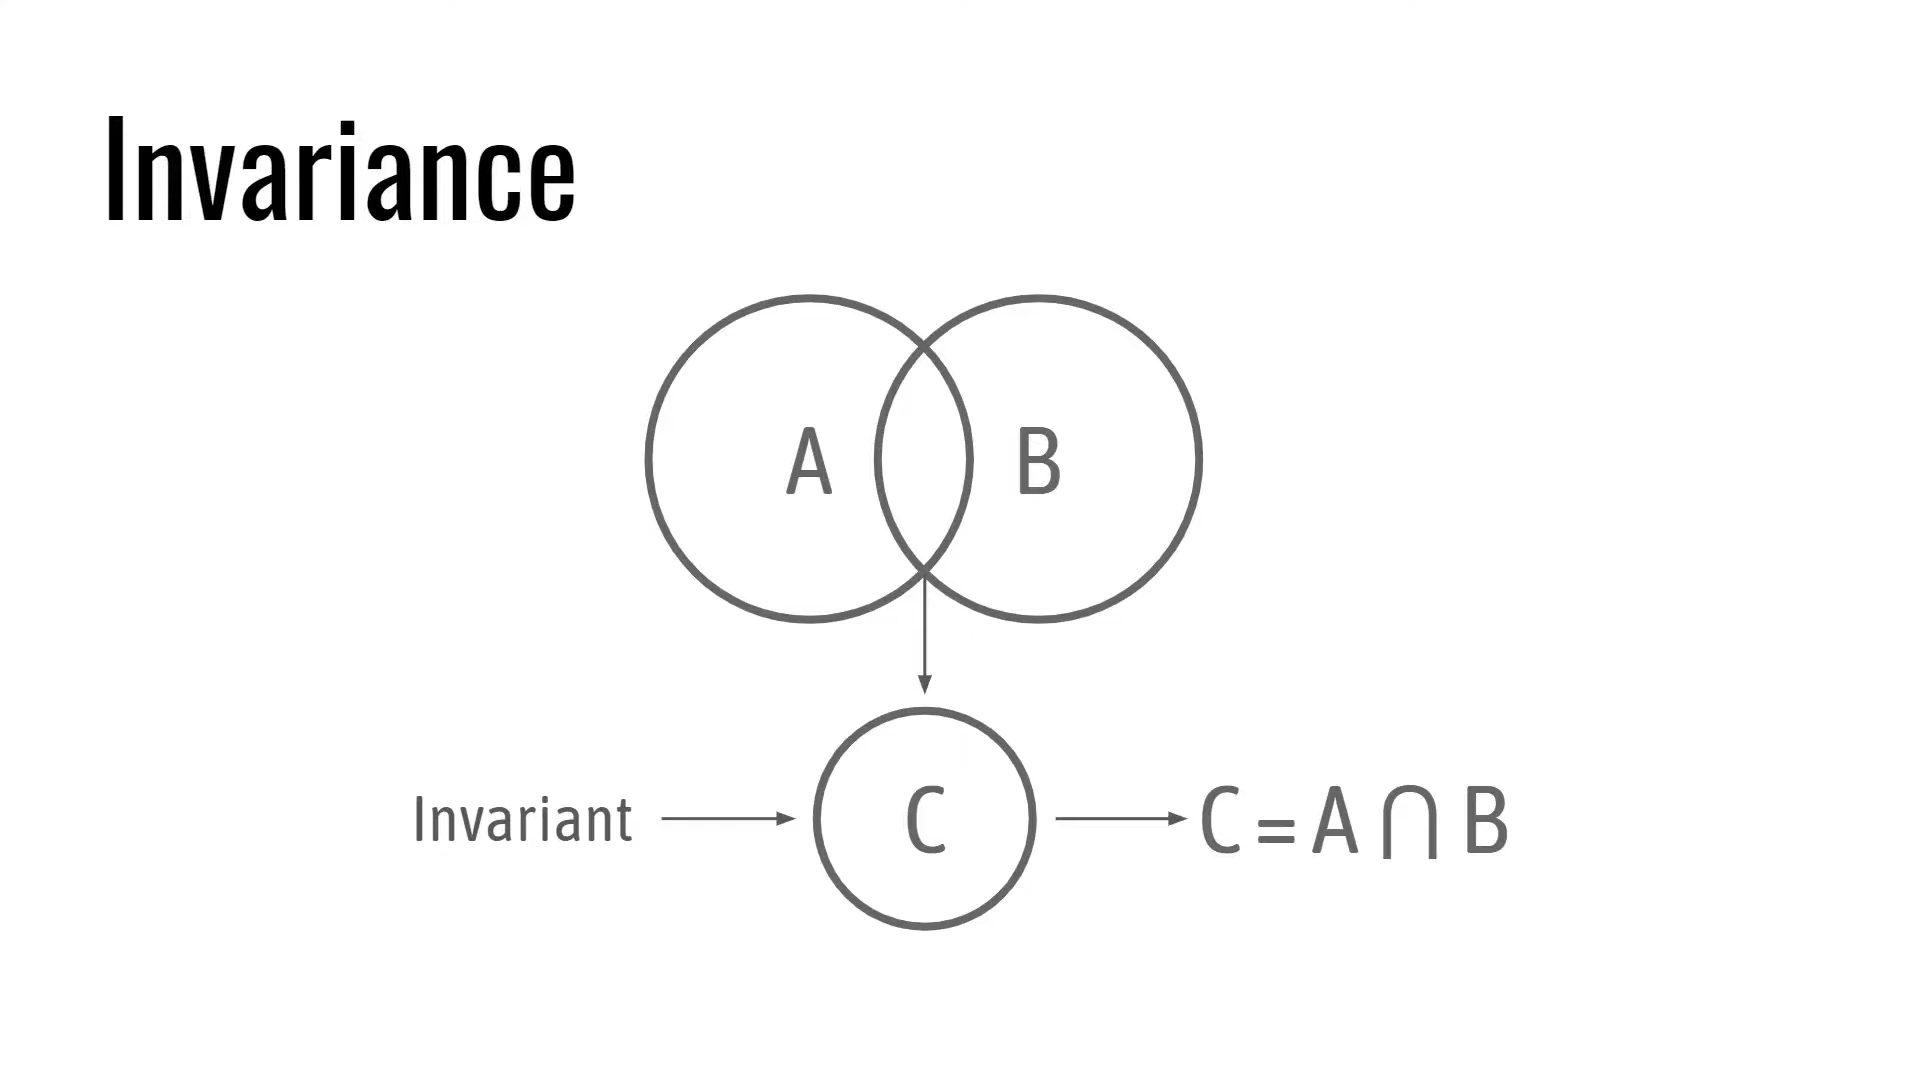 Invariance
A B
C
Invariant
C = A ∩ B